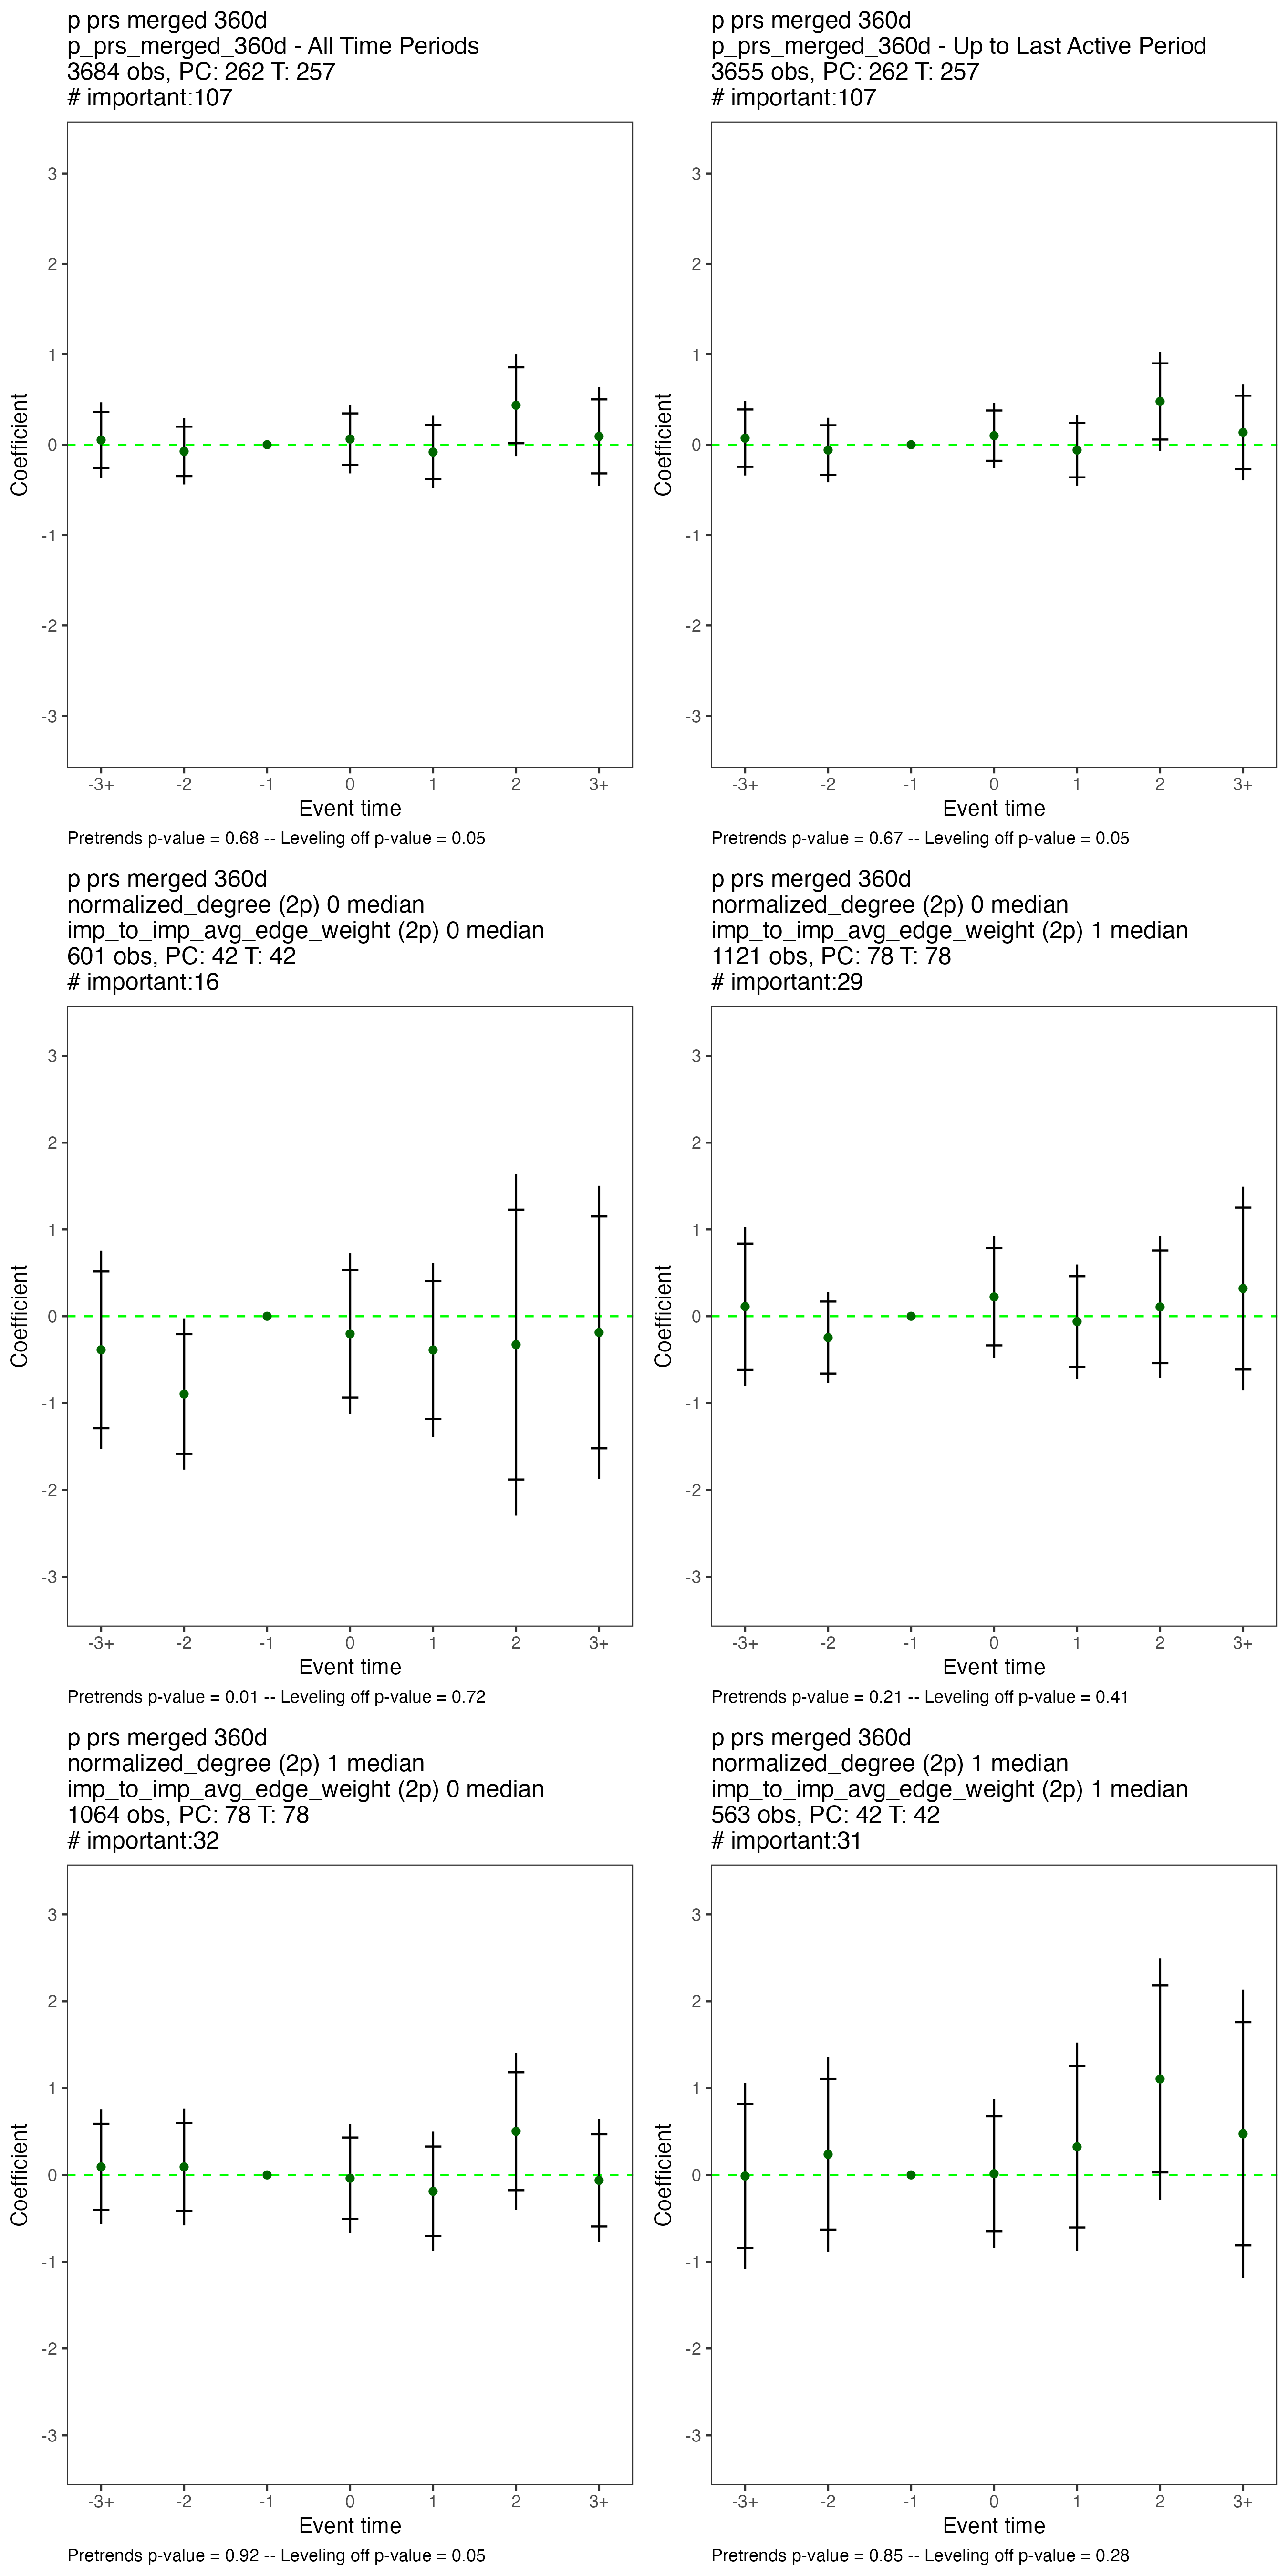 p prs merged 360d
p_prs_merged_360d - All Time Periods
3684 obs, PC: 262 T: 257
# important:107
3
2
1
0
-1
-2
-3
Coefficient
-3+ -2 -1 0 1 2 3+
Event time
Pretrends p-value = 0.68 -- Leveling off p-value = 0.05
p prs merged 360d
p_prs_merged_360d - Up to Last Active Period
3655 obs, PC: 262 T: 257
# important:107
3
2
1
0
-1
-2
-3
Coefficient
-3+ -2 -1 0 1 2 3+
Event time
Pretrends p-value = 0.67 -- Leveling off p-value = 0.05
p prs merged 360d
normalized_degree (2p) 0 median
imp_to_imp_avg_edge_weight (2p) 0 median
601 obs, PC: 42 T: 42
# important:16
3
2
1
0
-1
-2
-3
Coefficient
-3+ -2 -1 0 1 2 3+
Event time
Pretrends p-value = 0.01 -- Leveling off p-value = 0.72
p prs merged 360d
normalized_degree (2p) 0 median
imp_to_imp_avg_edge_weight (2p) 1 median
1121 obs, PC: 78 T: 78
# important:29
3
2
1
0
-1
-2
-3
Coefficient
-3+ -2 -1 0 1 2 3+
Event time
Pretrends p-value = 0.21 -- Leveling off p-value = 0.41
p prs merged 360d
normalized_degree (2p) 1 median
imp_to_imp_avg_edge_weight (2p) 0 median
1064 obs, PC: 78 T: 78
# important:32
3
2
1
0
-1
-2
-3
Coefficient
-3+ -2 -1 0 1 2 3+
Event time
Pretrends p-value = 0.92 -- Leveling off p-value = 0.05
p prs merged 360d
normalized_degree (2p) 1 median
imp_to_imp_avg_edge_weight (2p) 1 median
563 obs, PC: 42 T: 42
# important:31
3
2
1
0
-1
-2
-3
Coefficient
-3+ -2 -1 0 1 2 3+
Event time
Pretrends p-value = 0.85 -- Leveling off p-value = 0.28